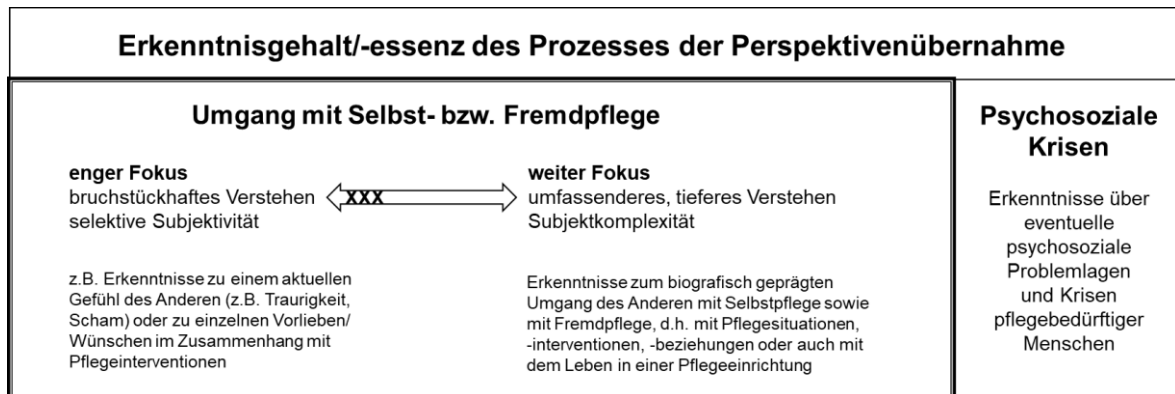 Erkenntnisgehalt/-essenz des Prozesses der Perspektivenübernahme
Umgang mit Selbst- bzw. Fremdpflege
enger Fokus
bruchstückhaftes Verstehen
selektive Subjektivität
XXX
weiter Fokus
umfassenderes, tieferes Verstehen
Subjektkomplexität
z.B. Erkenntnisse zu einem aktuellen
Gefühl des Anderen (z.B. Traurigkeit,
Scham) oder zu einzelnen Vorlieben/
Wünschen im Zusammenhang mit
Pflegeinterventionen
Erkenntnisse zum biografisch geprägten
Umgang des Anderen mit Selbstpflege sowie
mit Fremdpflege, d.h. mit Pflegesituationen,
-interventionen, -beziehungen oder auch mit
dem Leben in einer Pflegeeinrichtung
Psychosoziale
Krisen
Erkenntnisse über
eventuelle
psychosoziale
Problemlagen
und Krisen
pflegebedürftiger
Menschen